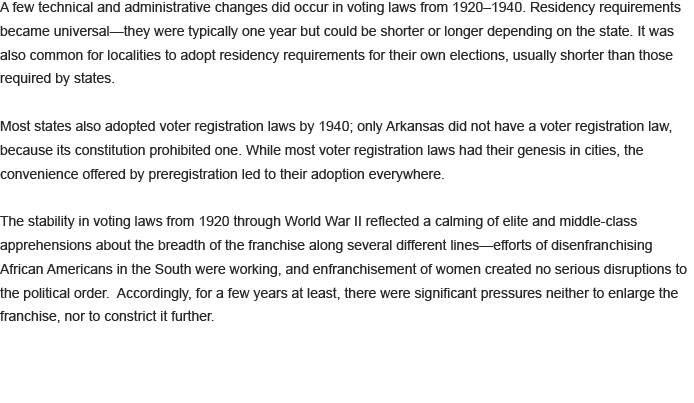 A few technical and administrative changes did occur in voting laws from 1920–1940. Residency requirements
became universal—they were typically one year but could be shorter or longer depending on the state. It was
also common for localities to adopt residency requirements for their own elections, usually shorter than those
required by states.

Most states also adopted voter registration laws by 1940; only Arkansas did not have a voter registration law,
because its constitution prohibited one. While most voter registration laws had their genesis in cities, the
convenience offered by preregistration led to their adoption everywhere.

The stability in voting laws from 1920 through World War II reflected a calming of elite and middle-class
apprehensions about the breadth of the franchise along several different lines—efforts of disenfranchising
African Americans in the South were working, and enfranchisement of women created no serious disruptions to
the political order.  Accordingly, for a few years at least, there were significant pressures neither to enlarge the
franchise, nor to constrict it further.